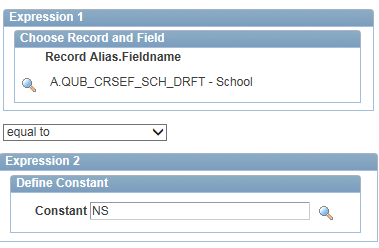 Expression 1
Choose Record and Field
Record Alias.Fieldname
A.QUB_CRSEF_SCH_DRFT - School
equal to
Expression 2
Define Constant
Constant NS